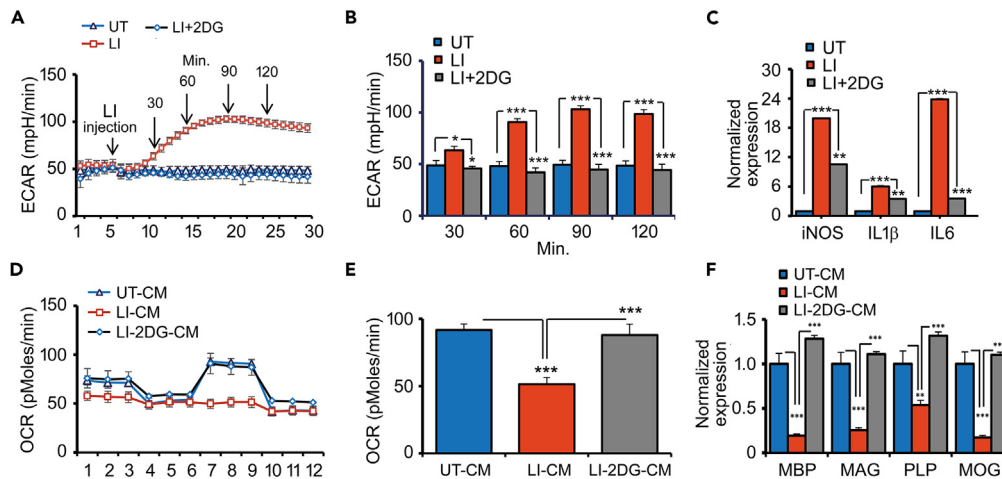 A
UT
LI+2DG
LI
Min.
LI
injection
30
60
90
120
ECAR (mpH/min)
150
100
50
0
1
5
10
15
20
25
30
B
UT
LI
LI+2DG
ECAR (mpH/min)
150
100
50
0
*
*
***
***
***
***
***
***
30
60
90
120
Min.
C
UT
LI
LI+2DG
Normalized
expression
30
24
18
12
6
0
***
**
***
**
***
***
iNOS
IL1β
IL6
D
UT-CM
LI-CM
LI-2DG-CM
OCR (pMoles/min)
150
100
50
0
1 2 3 4 5 6 7 8 9 10 11 12
E
OCR (pMoles/min)
100
50
0
***
***
UT-CM
LI-CM
LI-2DG-CM
F
UT-CM
LI-CM
LI-2DG-CM
Normalized
expression
1.5
1.0
0.5
0
***
***
***
***
**
***
***
MBP
MAG
PLP
MOG